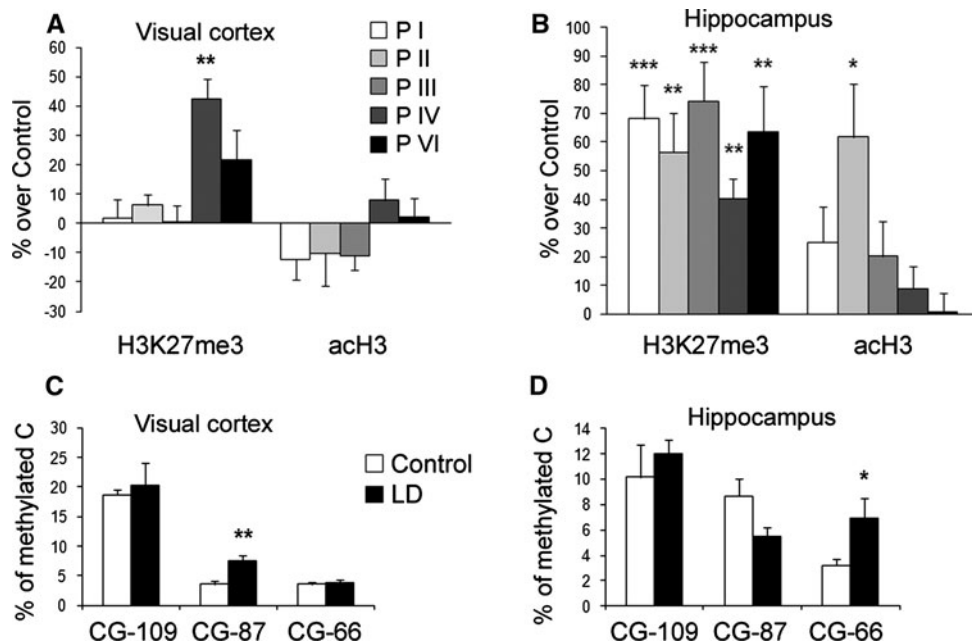 A
Visual cortex
% over Control
60
50
40
30
20
10
0
-10
-20
-30
**
P I
P II
P III
P IV
P VI
H3K27me3 acH3
B
Hippocampus
% over Control
100
90
80
70
60
50
40
30
20
10
0
*** ** *** ** ** *
H3K27me3 acH3
C
Visual cortex
% of methylated C
30
25
20
15
10
5
0
**
Control
LD
CG-109 CG-87 CG-66
D
Hippocampus
% of methylated C
14
12
10
8
6
4
2
0
*
CG-109 CG-87 CG-66